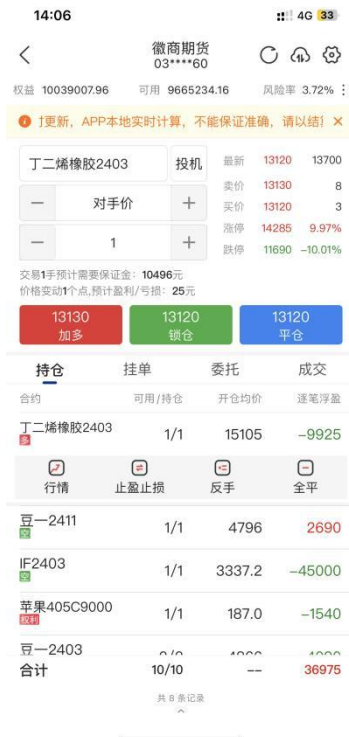 14:06 4G 33
徽商期货
03****60
权益 10039007.96 可用 9665234.16 风险率 3.72%
更新，APP本地实时计算，不能保证准确，请以结
丁二烯橡胶2403 投机 最新 13120 13700
卖价 13130 8
对手价 买价 13120 3
涨停 14285 9.97%
1 跌停 11690 -10.01%
交易1手预计需要保证金：10496元
价格变动1个点,预计盈利/亏损：25元
13130 13120 13120
加多 锁仓 平仓
持仓 挂单 委托 成交
合约 可用/持仓 开仓均价 逐笔浮盈
丁二烯橡胶2403 1/1 15105 -9925
多
行情 止盈止损 反手 全平
豆一2411 1/1 4796 2690
空
IF2403 1/1 3337.2 -45000
空
苹果405C9000 1/1 187.0 -1540
权利
豆一2403
合计 10/10 -- 36975
共 8 条记录